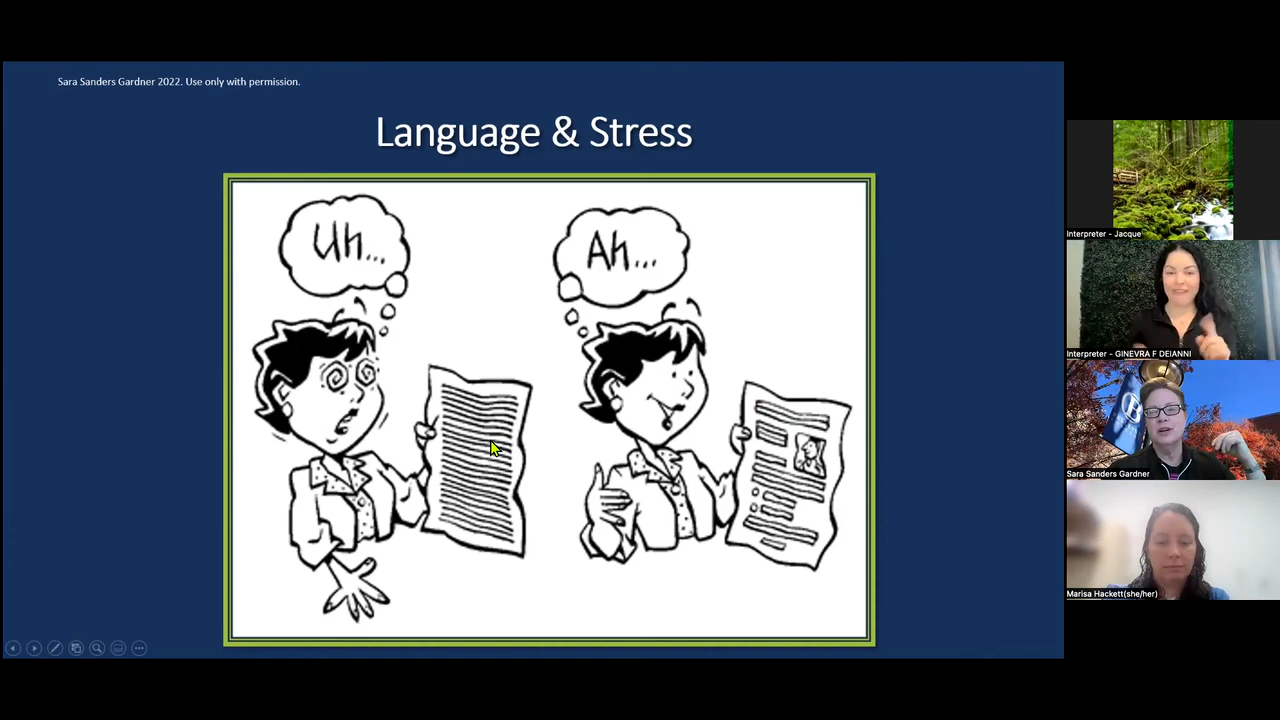 Sara Sanders Gardner 2022. Use only with permission.
Language & Stress
Uh...
Ah...
Interpreter - Jacque
Interpreter - GINEVRA F DEIANNI
B
Sara Sanders Gardner
Marisa Hackett(she/her)